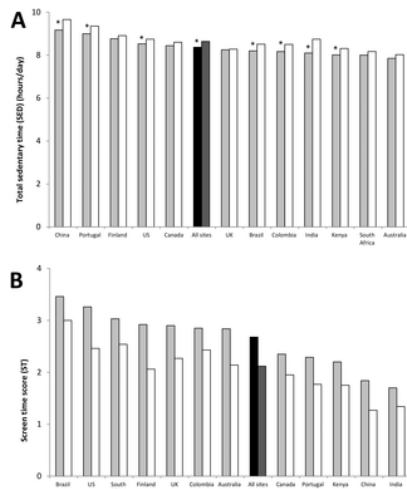 A
Total sedentary time (SED) (hours/day)
10
8
6
4
2
0
* * * * * * * *
China Portugal Finland US Canada All sites UK Brazil Colombia India Kenya South Africa Australia
B
Screen time score (ST)
4
3
2
1
0
Brazil US South Finland UK Colombia Australia All sites Canada Portugal Kenya China India